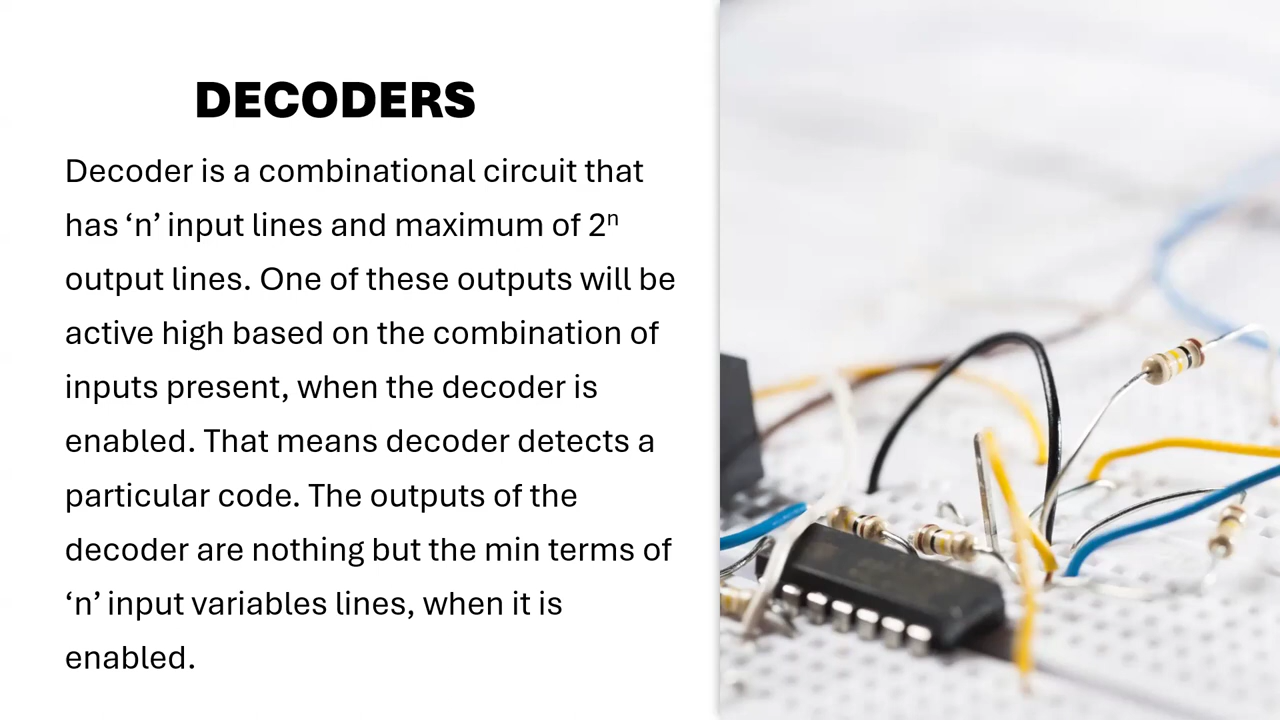 DECODERS
Decoder is a combinational circuit that
has ‘n’ input lines and maximum of 2ⁿ
output lines. One of these outputs will be
active high based on the combination of
inputs present, when the decoder is
enabled. That means decoder detects a
particular code. The outputs of the
decoder are nothing but the min terms of
‘n’ input variables lines, when it is
enabled.